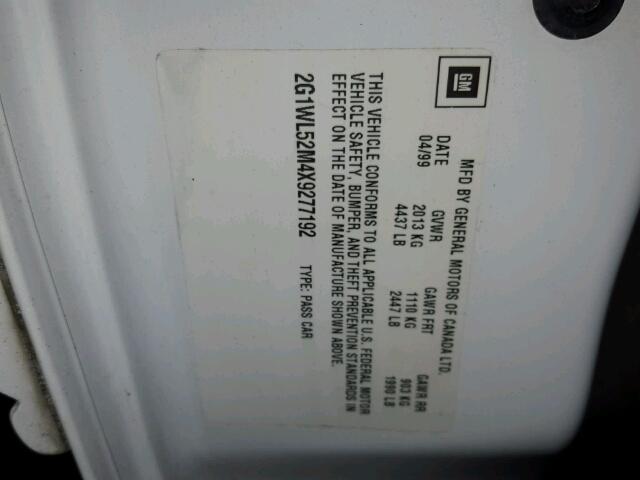 GM
MFD BY GENERAL MOTORS OF CANADA LTD.
DATE GVWR GAWR FRT GAWR RR
04/99 2013 KG 1110 KG 903 KG
4437 LB 2447 LB 1990 LB
THIS VEHICLE CONFORMS TO ALL APPLICABLE U.S. FEDERAL MOTOR
VEHICLE SAFETY, BUMPER, AND THEFT PREVENTION STANDARDS IN
EFFECT ON THE DATE OF MANUFACTURE SHOWN ABOVE.
2G1WL52M4X9277192 TYPE: PASS CAR